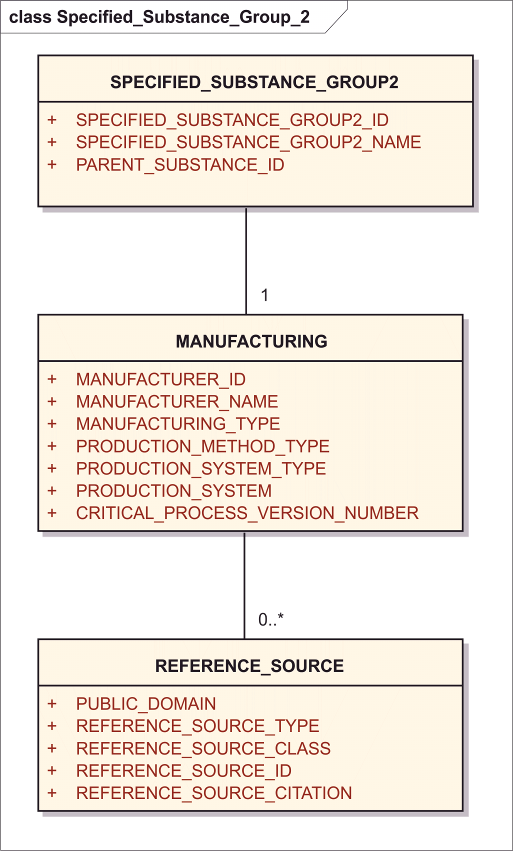 class Specified_Substance_Group_2
SPECIFIED_SUBSTANCE_GROUP2
+ SPECIFIED_SUBSTANCE_GROUP2_ID
+ SPECIFIED_SUBSTANCE_GROUP2_NAME
+ PARENT_SUBSTANCE_ID
1
MANUFACTURING
+ MANUFACTURER_ID
+ MANUFACTURER_NAME
+ MANUFACTURING_TYPE
+ PRODUCTION_METHOD_TYPE
+ PRODUCTION_SYSTEM_TYPE
+ PRODUCTION_SYSTEM
+ CRITICAL_PROCESS_VERSION_NUMBER
0..*
REFERENCE_SOURCE
+ PUBLIC_DOMAIN
+ REFERENCE_SOURCE_TYPE
+ REFERENCE_SOURCE_CLASS
+ REFERENCE_SOURCE_ID
+ REFERENCE_SOURCE_CITATION